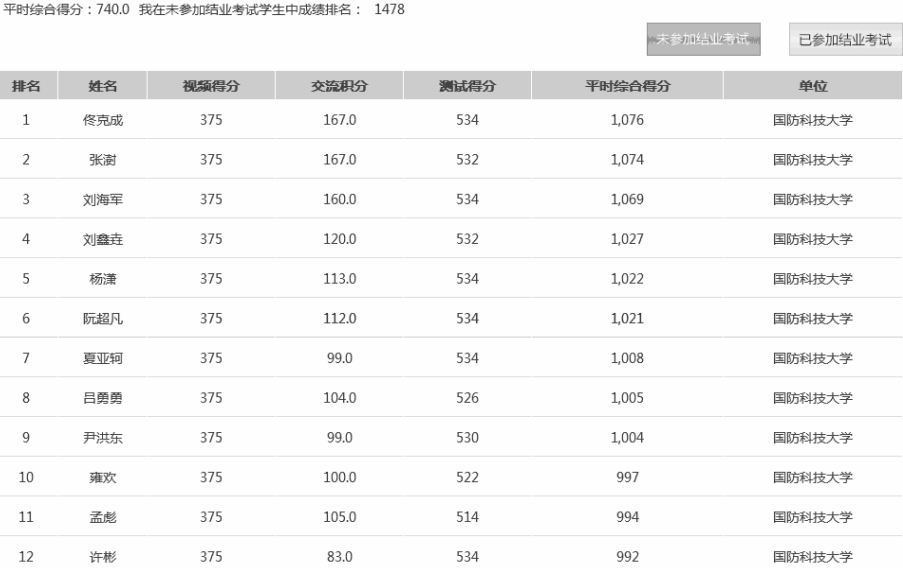 平时综合得分：740.0 我在未参加结业考试学生中成绩排名： 1478
未参加结业考试 已参加结业考试
排名 姓名 视频得分 交流积分 测试得分 平时综合得分 单位
1 佟克成 375 167.0 534 1,076 国防科技大学
2 张澍 375 167.0 532 1,074 国防科技大学
3 刘海军 375 160.0 534 1,069 国防科技大学
4 刘鑫垚 375 120.0 532 1,027 国防科技大学
5 杨潇 375 113.0 534 1,022 国防科技大学
6 阮超凡 375 112.0 534 1,021 国防科技大学
7 夏亚轲 375 99.0 534 1,008 国防科技大学
8 吕勇勇 375 104.0 526 1,005 国防科技大学
9 尹洪东 375 99.0 530 1,004 国防科技大学
10 雍欢 375 100.0 522 997 国防科技大学
11 孟彪 375 105.0 514 994 国防科技大学
12 许彬 375 83.0 534 992 国防科技大学